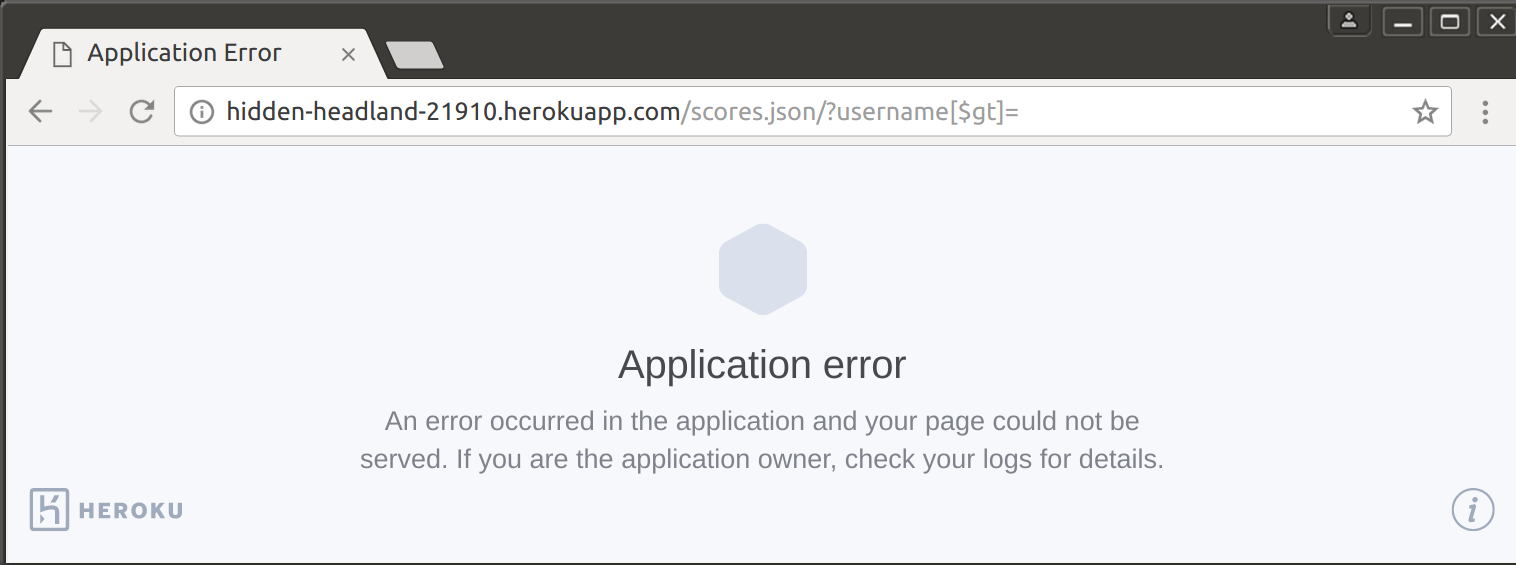 Application Error
hidden-headland-21910.herokuapp.com/scores.json/?username[$gt]=
Application error
An error occurred in the application and your page could not be
served. If you are the application owner, check your logs for details.
HEROKU